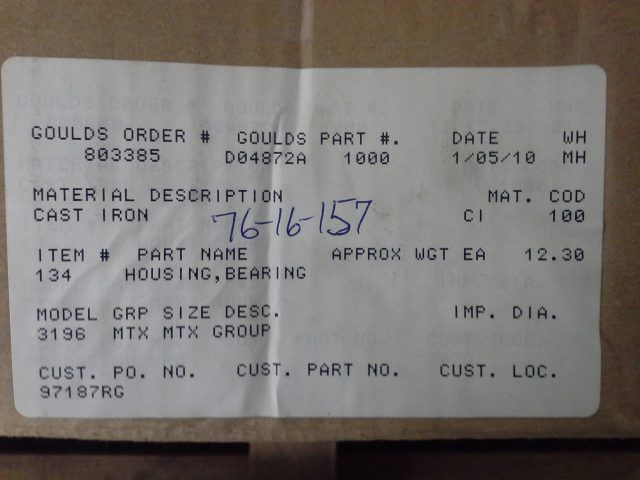 GOULDS ORDER # GOULDS PART #. DATE WH
803385 D04872A 1000 1/05/10 MH
MATERIAL DESCRIPTION MAT. COD
CAST IRON 76-16-157 CI 100
ITEM # PART NAME APPROX WGT EA 12.30
134 HOUSING,BEARING
MODEL GRP SIZE DESC. IMP. DIA.
3196 MTX MTX GROUP
CUST. PO. NO. CUST. PART NO. CUST. LOC.
97187RG